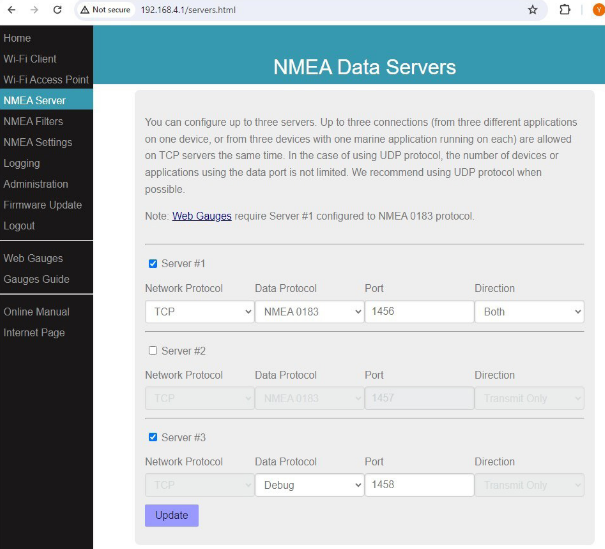 Not secure 192.168.4.1/servers.html Y
Home
Wi-Fi Client
Wi-Fi Access Point
NMEA Server
NMEA Filters
NMEA Settings
Logging
Administration
Firmware Update
Logout
Web Gauges
Gauges Guide
Online Manual
Internet Page
NMEA Data Servers
You can configure up to three servers. Up to three connections (from three different applications
on one device, or from three devices with one marine application running on each) are allowed
on TCP servers the same time. In the case of using UDP protocol, the number of devices or
applications using the data port is not limited. We recommend using UDP protocol when
possible.
Note. Web Gauges require Server #1 configured to NMEA 0183 protocol.
Server #1
Network Protocol Data Protocol Port Direction
TCP NMEA 0183 1456 Both
Server #2
Network Protocol Data Protocol Port Direction
TCP NMEA 0183 1457 Transmit Only
Server #3
Network Protocol Data Protocol Port Direction
TCP Debug 1458 Transmit Only
Update